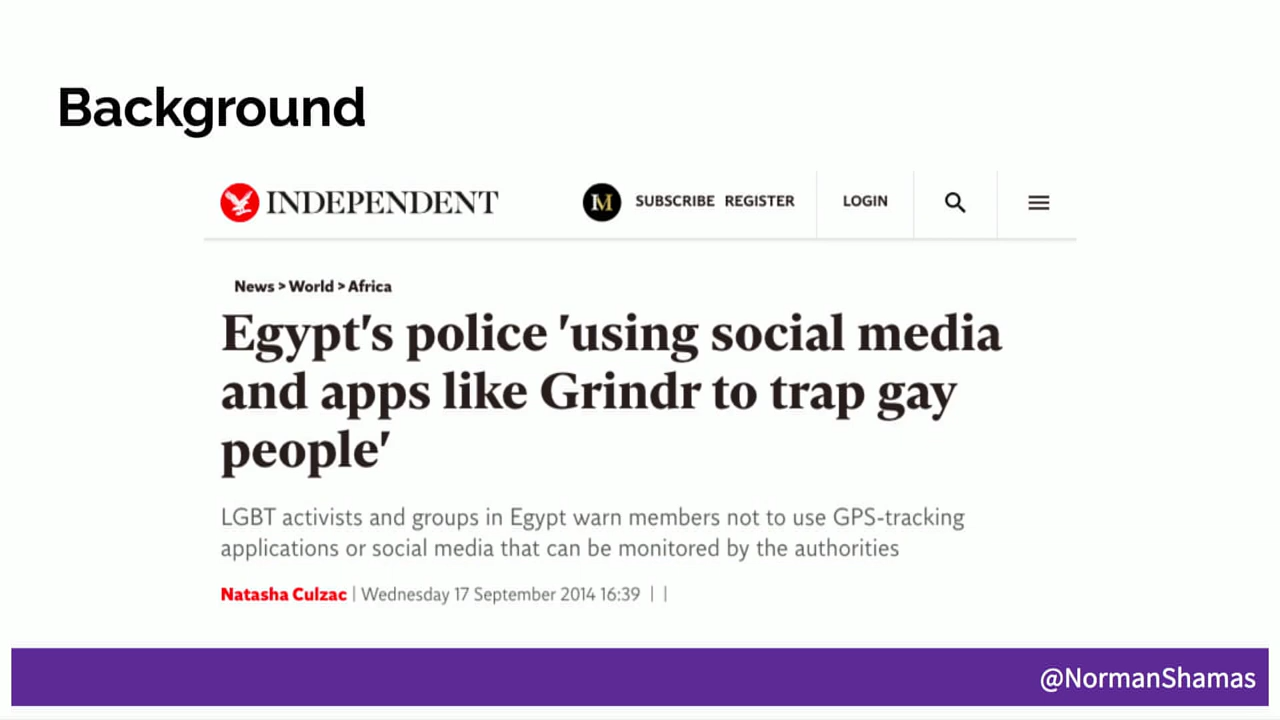 Background
INDEPENDENT
M SUBSCRIBE REGISTER LOGIN
News > World > Africa
Egypt's police 'using social media
and apps like Grindr to trap gay
people'
LGBT activists and groups in Egypt warn members not to use GPS-tracking
applications or social media that can be monitored by the authorities
Natasha Culzac | Wednesday 17 September 2014 16:39 | |
@NormanShamas